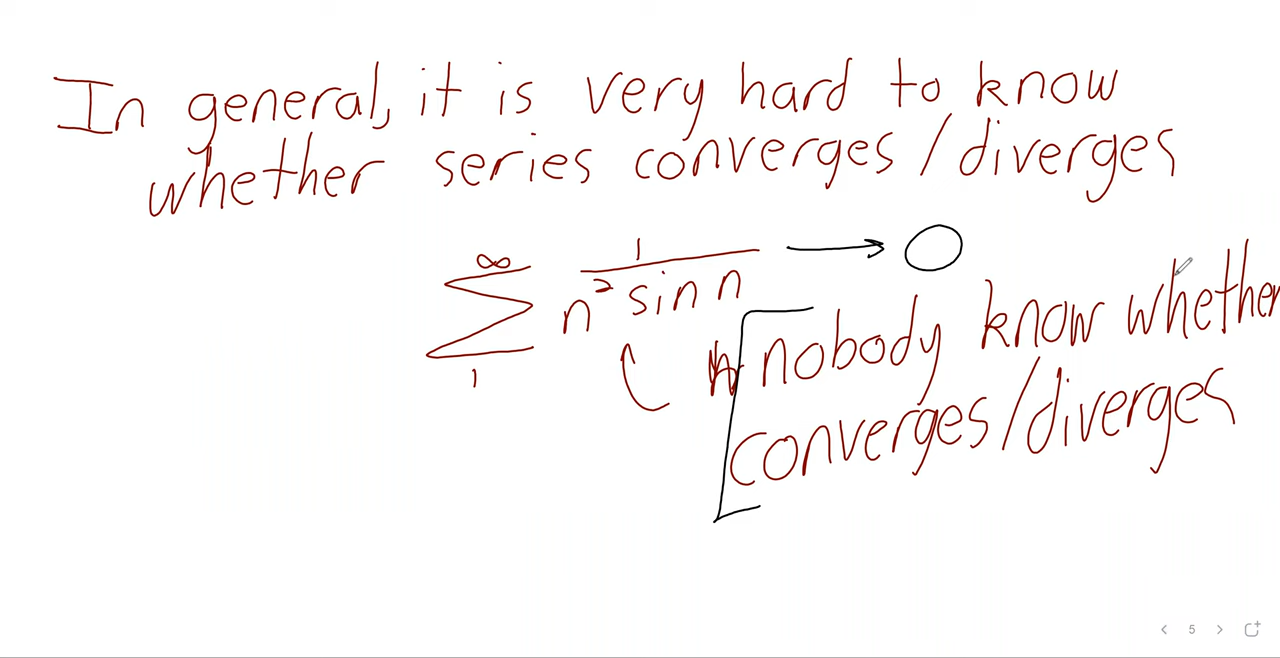 In general, it is very hard to know
whether series converges / diverges
∞
∑ 1/(n² sin n) → 0
1
nobody know whether
converges/diverges
5